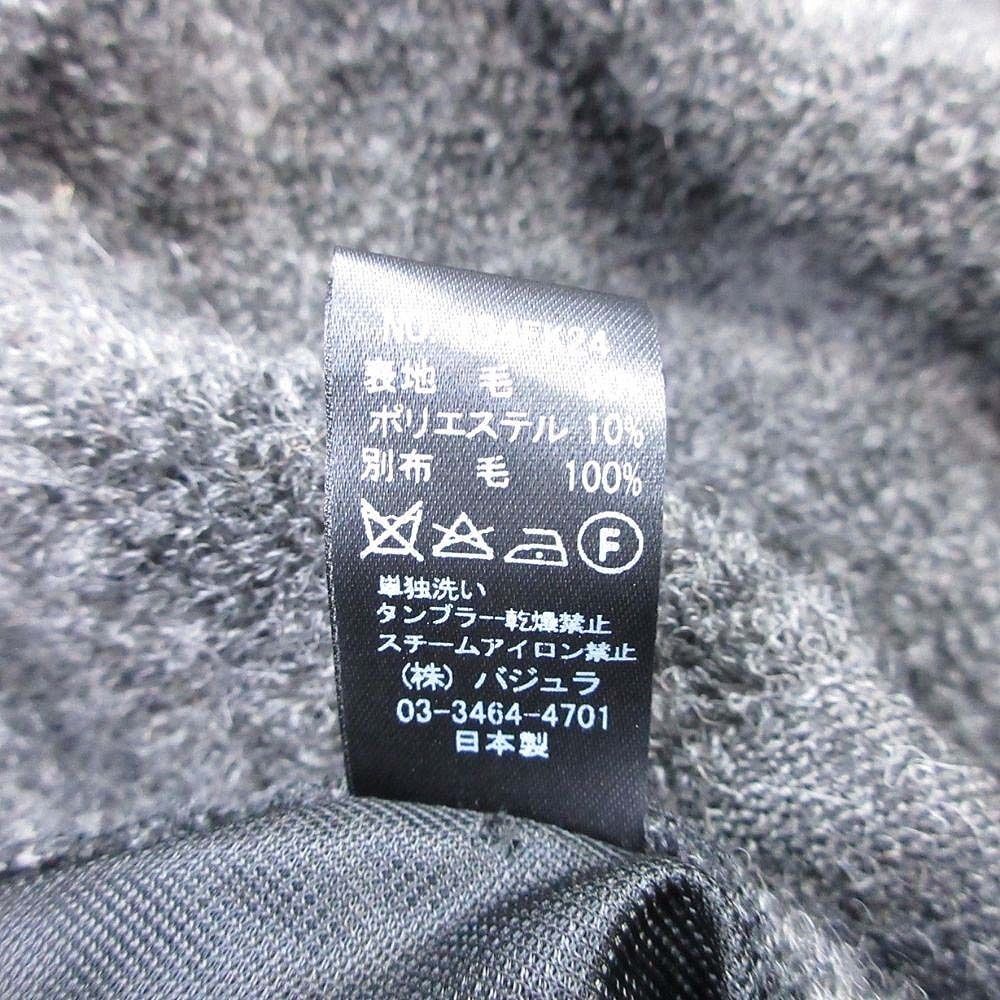 NO
表地 毛
ポリエステル 10%
別布 毛 100%
F
単独洗い
タンブラー乾燥禁止
スチームアイロン禁止
(株) バジュラ
03-3464-4701
日本製